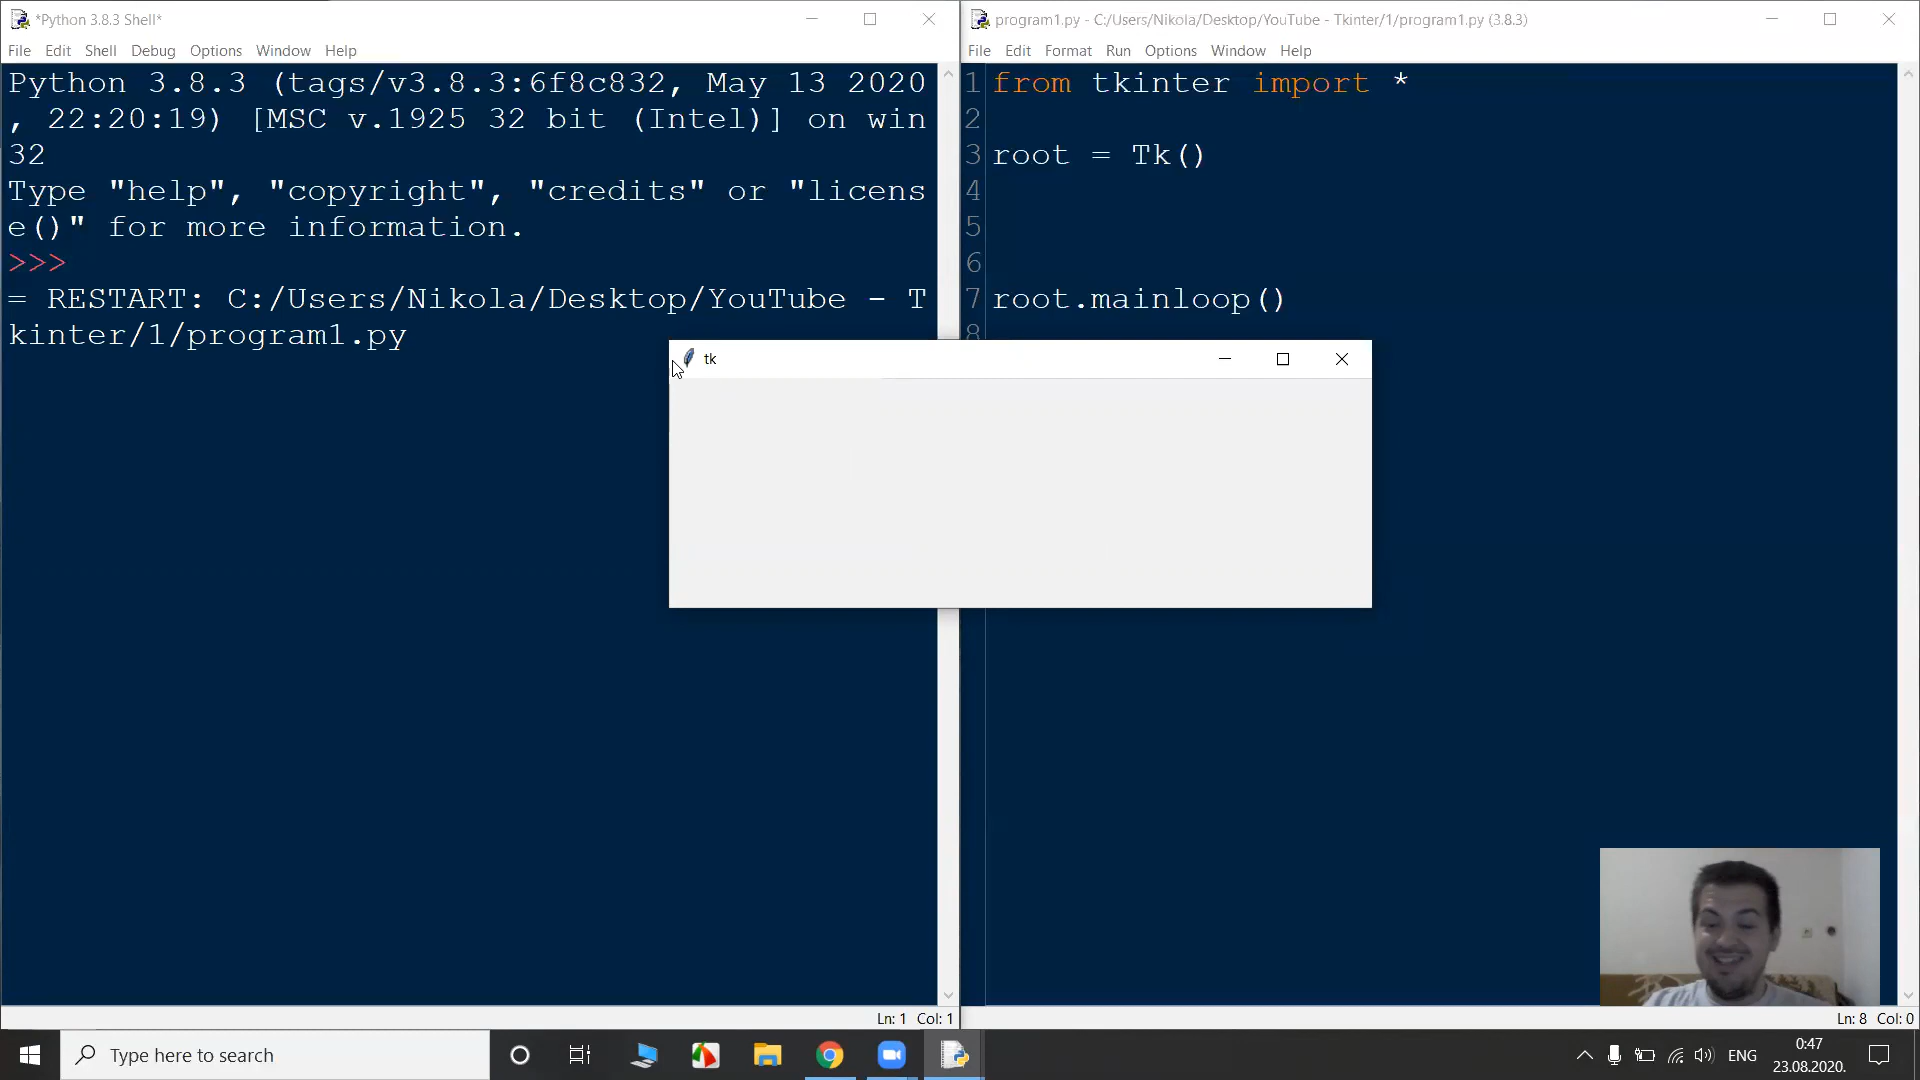 *Python 3.8.3 Shell*
File Edit Shell Debug Options Window Help
Python 3.8.3 (tags/v3.8.3:6f8c832, May 13 2020
, 22:20:19) [MSC v.1925 32 bit (Intel)] on win
32
Type "help", "copyright", "credits" or "licens
e()" for more information.
>>>
= RESTART: C:/Users/Nikola/Desktop/YouTube - T
kinter/1/program1.py
Ln: 1 Col: 1
program1.py - C:/Users/Nikola/Desktop/YouTube - Tkinter/1/program1.py (3.8.3)
File Edit Format Run Options Window Help
1 from tkinter import *
2
3 root = Tk()
4
5
6
7 root.mainloop()
8
tk
Ln: 8 Col: 0
Type here to search
ENG
0:47
23.08.2020.